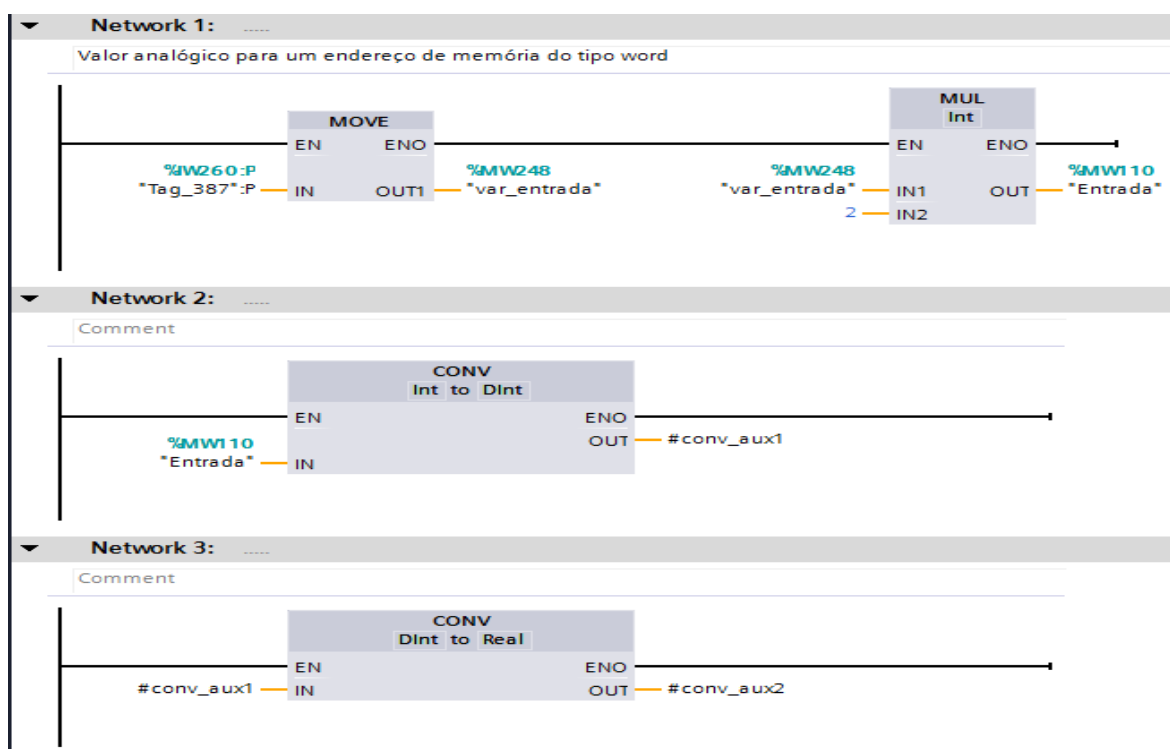 Network 1: .....
Valor analógico para um endereço de memória do tipo word
MOVE
EN ENO
%IW260:P
"Tag_387":P IN OUT1
%MW248
"var_entrada"
MUL
Int
EN ENO
%MW248
"var_entrada" IN1 OUT
2 IN2
%MW110
"Entrada"
Network 2: .....
Comment
CONV
Int to DInt
EN ENO
OUT #conv_aux1
%MW110
"Entrada" IN
Network 3: .....
Comment
CONV
DInt to Real
EN ENO
#conv_aux1 IN OUT #conv_aux2